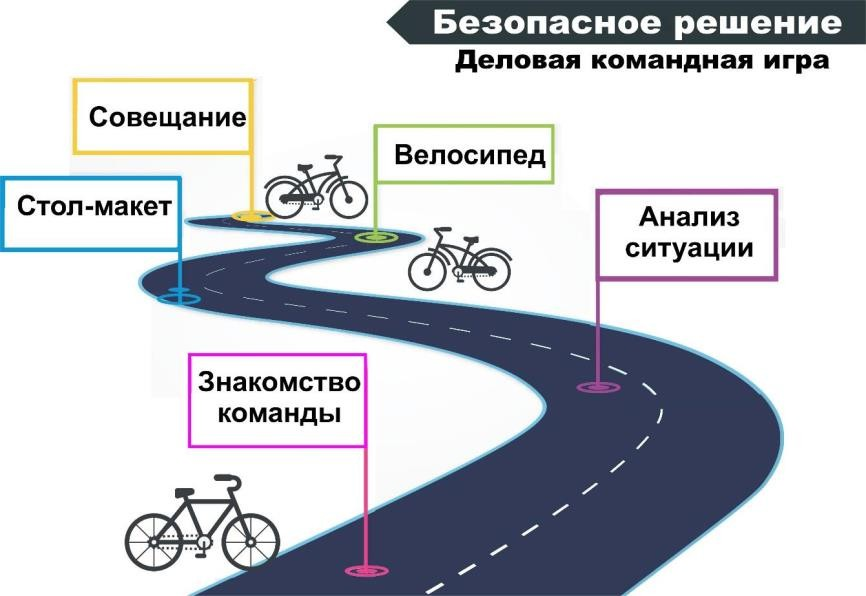 Безопасное решение
Деловая командная игра
Совещание
Велосипед
Стол-макет
Анализ
ситуации
Знакомство
команды